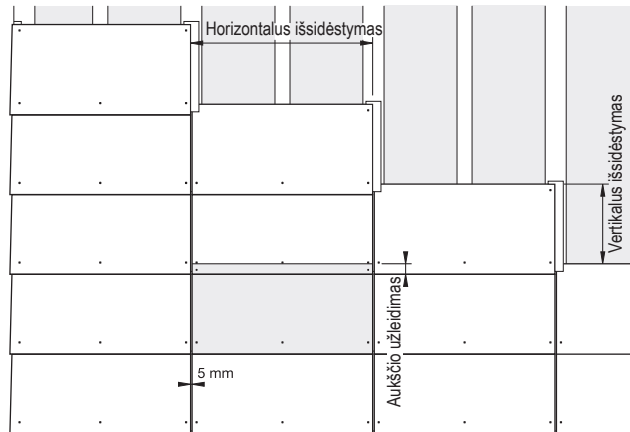 Horizontalus išsidėstymas
Vertikalus išsidėstymas
Aukščio užleidimas
5 mm